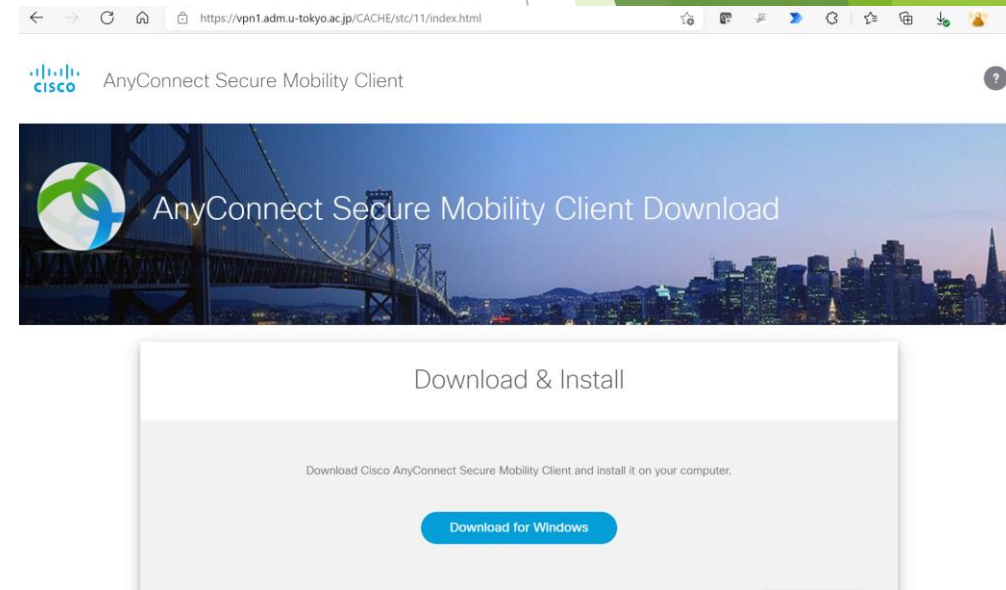 https://vpn1.adm.u-tokyo.ac.jp/CACHE/stc/11/index.html
cisco AnyConnect Secure Mobility Client
?
AnyConnect Secure Mobility Client Download
Download & Install
Download Cisco AnyConnect Secure Mobility Client and install it on your computer.
Download for Windows